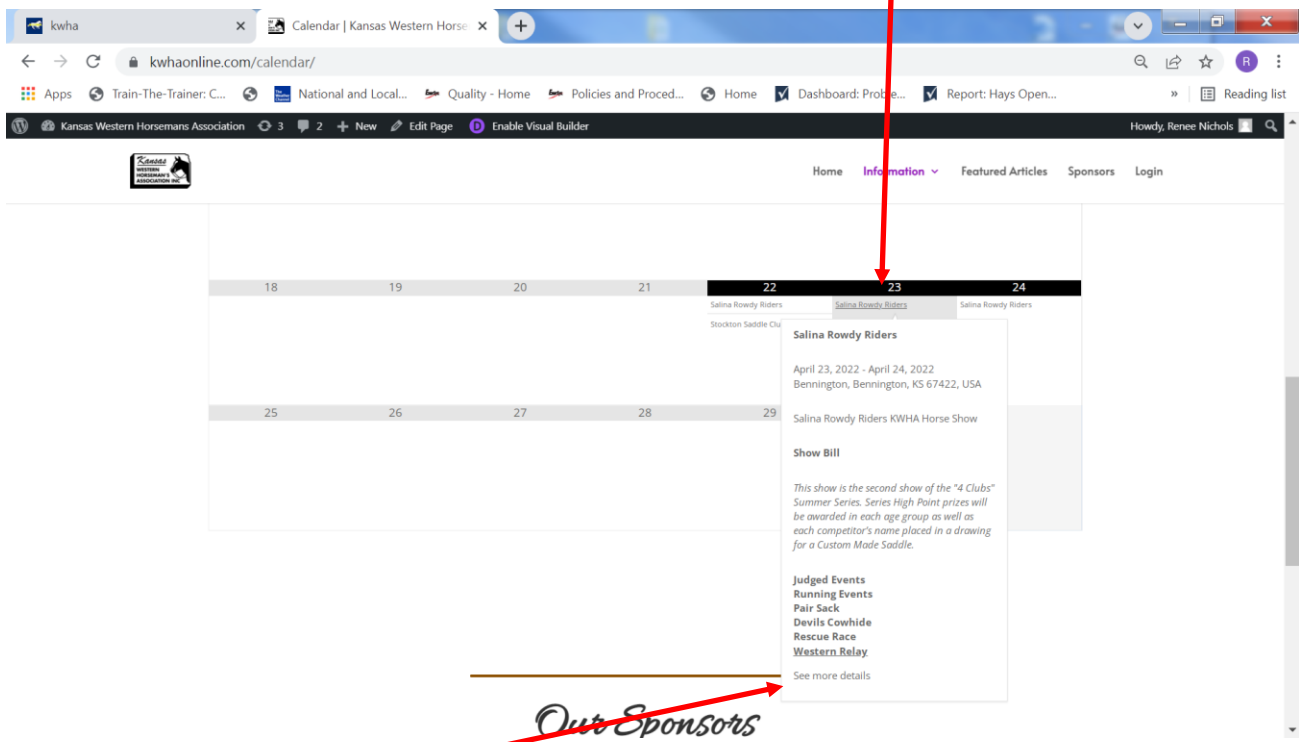 kwha
Calendar | Kansas Western Horse
kwhaonline.com/calendar/
R
Apps
Train-The-Trainer: C...
National and Local...
Quality - Home
Policies and Proced...
Home
Dashboard: Proble...
Report: Hays Open...
»
Reading list
Kansas Western Horsemans Association
3
2
New
Edit Page
D
Enable Visual Builder
Howdy, Renee Nichols
Kansas
WESTERN
HORSEMAN'S
ASSOCIATION INC
Home
Information
Featured Articles
Sponsors
Login
18 19 20 21 22 23 24
Salina Rowdy Riders Salina Rowdy Riders Salina Rowdy Riders
Stockton Saddle Clu
Salina Rowdy Riders
April 23, 2022 - April 24, 2022
Bennington, Bennington, KS 67422, USA
25 26 27 28 29
Salina Rowdy Riders KWHA Horse Show
Show Bill
This show is the second show of the "4 Clubs"
Summer Series. Series High Point prizes will
be awarded in each age group as well as
each competitor's name placed in a drawing
for a Custom Made Saddle.
Judged Events
Running Events
Pair Sack
Devils Cowhide
Rescue Race
Western Relay
See more details
Our Sponsors